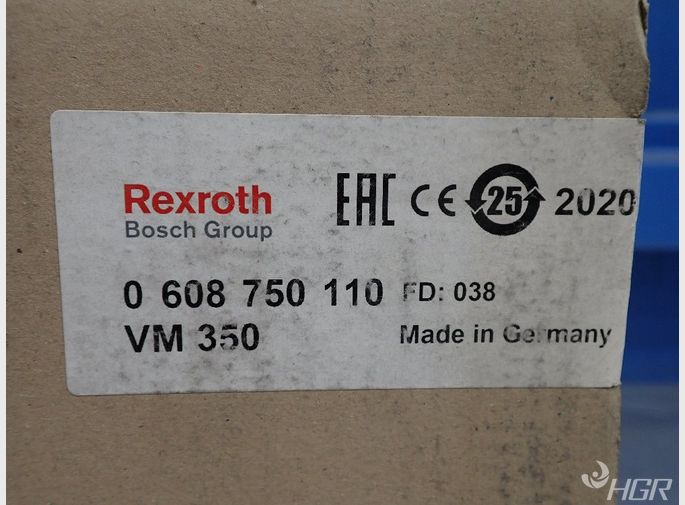 Rexroth
Bosch Group
EAC CE 25 2020
0 608 750 110 FD: 038
VM 350 Made in Germany
HGR